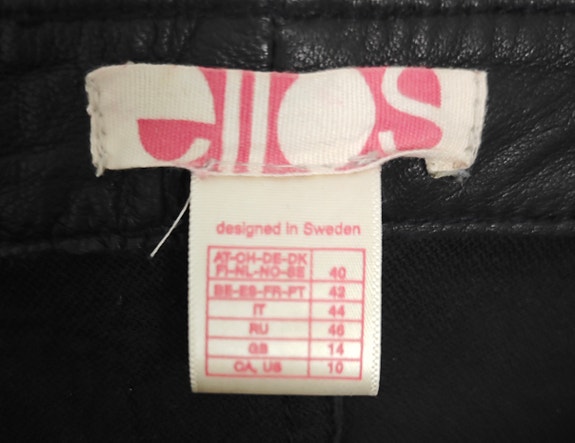 ellos
designed in Sweden
AT-CH-DE-DK
FI-NL-NO-SE 40
BE-ES-FR-PT 42
IT 44
RU 46
GB 14
CA, US 10